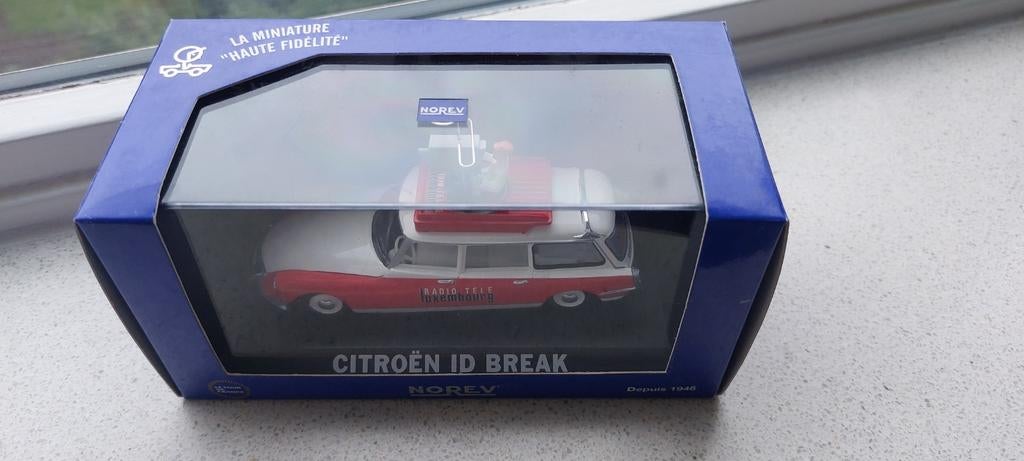 LA MINIATURE
"HAUTE FIDÉLITÉ"
NOREV
RADIO TELE
luxembourg
CITROËN ID BREAK
NOREV
Depuis 1946